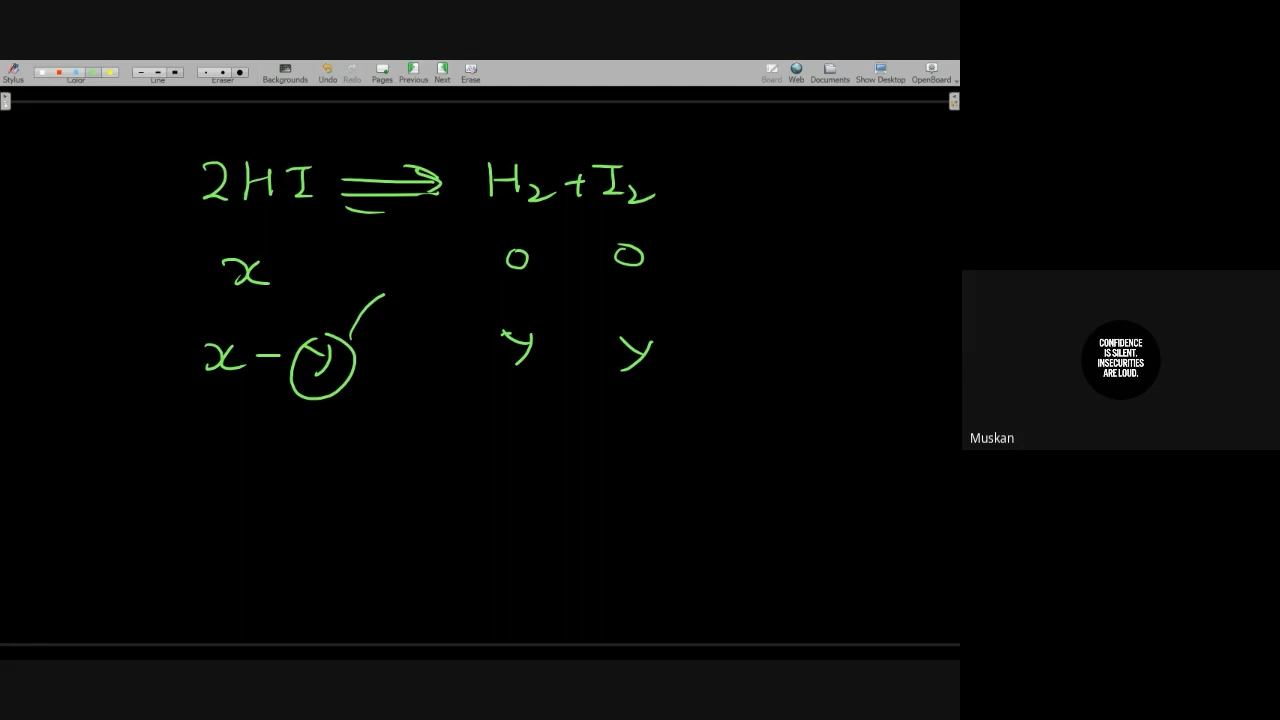 Stylus Color Line Eraser Backgrounds Undo Redo Pages Previous Next Erase Board Web Documents Show Desktop OpenBoard
2HI ⇌ H₂ + I₂
x 0 0
x - y y y
CONFIDENCE
IS SILENT.
INSECURITIES
ARE LOUD.
Muskan